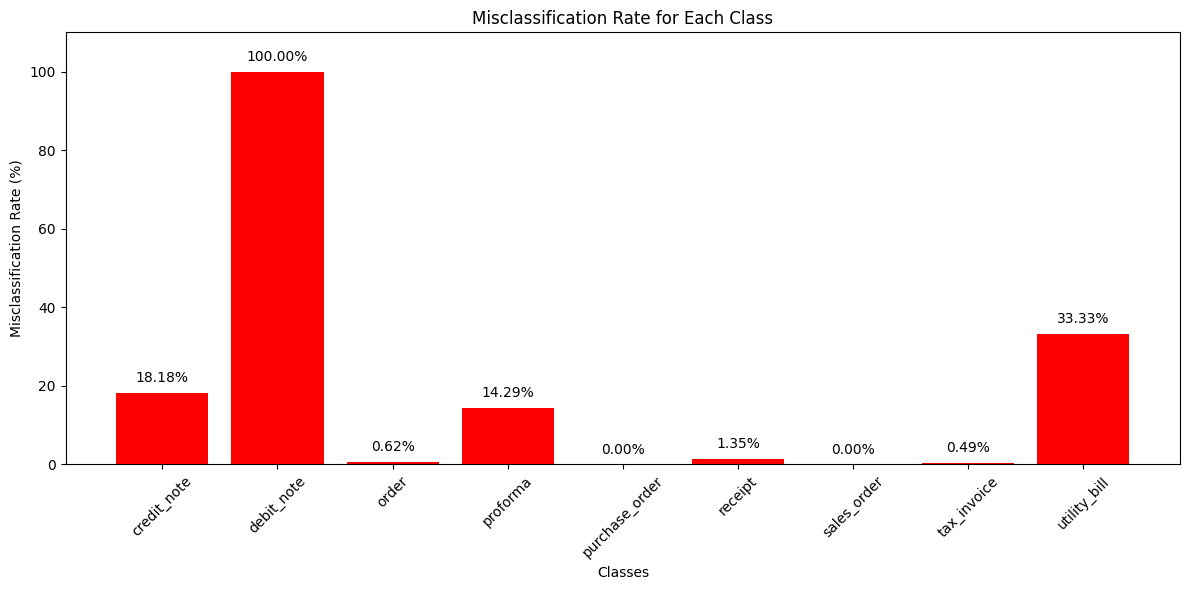 Misclassification Rate for Each Class
Misclassification Rate (%)
100
80
60
40
20
0
18.18%
100.00%
0.62%
14.29%
0.00%
1.35%
0.00%
0.49%
33.33%
credit_note
debit_note
order
proforma
purchase_order
receipt
sales_order
tax_invoice
utility_bill
Classes